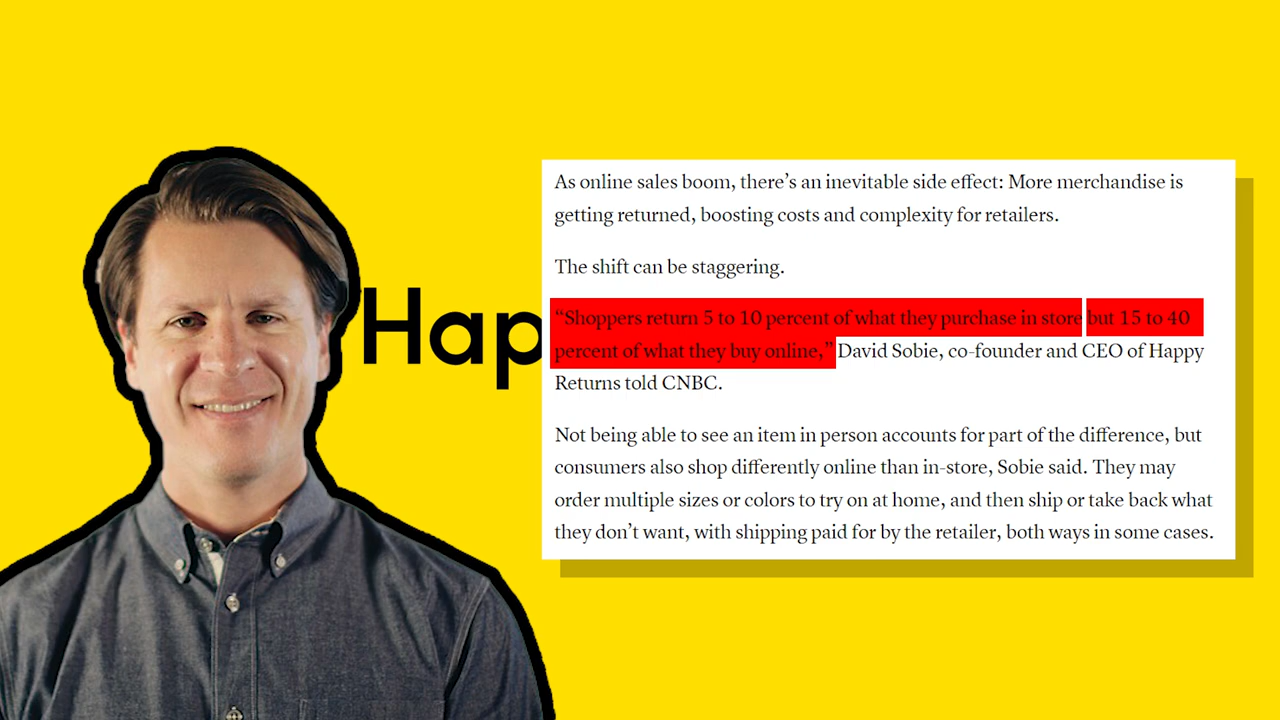 Hap
As online sales boom, there’s an inevitable side effect: More merchandise is
getting returned, boosting costs and complexity for retailers.
The shift can be staggering.
“Shoppers return 5 to 10 percent of what they purchase in store but 15 to 40
percent of what they buy online,” David Sobie, co-founder and CEO of Happy
Returns told CNBC.
Not being able to see an item in person accounts for part of the difference, but
consumers also shop differently online than in-store, Sobie said. They may
order multiple sizes or colors to try on at home, and then ship or take back what
they don’t want, with shipping paid for by the retailer, both ways in some cases.